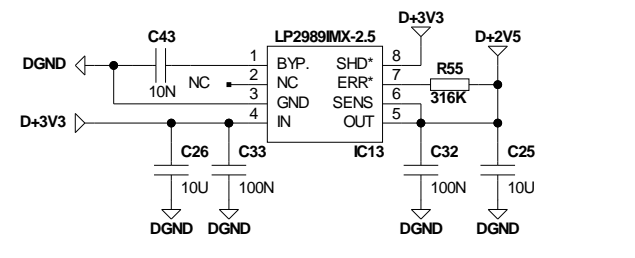 D+3V3
C43
LP2989IMX-2.5
D+2V5
DGND
1
BYP.
SHD*
8
R55
10N
NC
2
NC
ERR*
7
316K
3
GND
SENS
6
D+3V3
4
IN
OUT
5
C26
C33
IC13
C32
C25
10U
100N
100N
10U
DGND
DGND
DGND
DGND